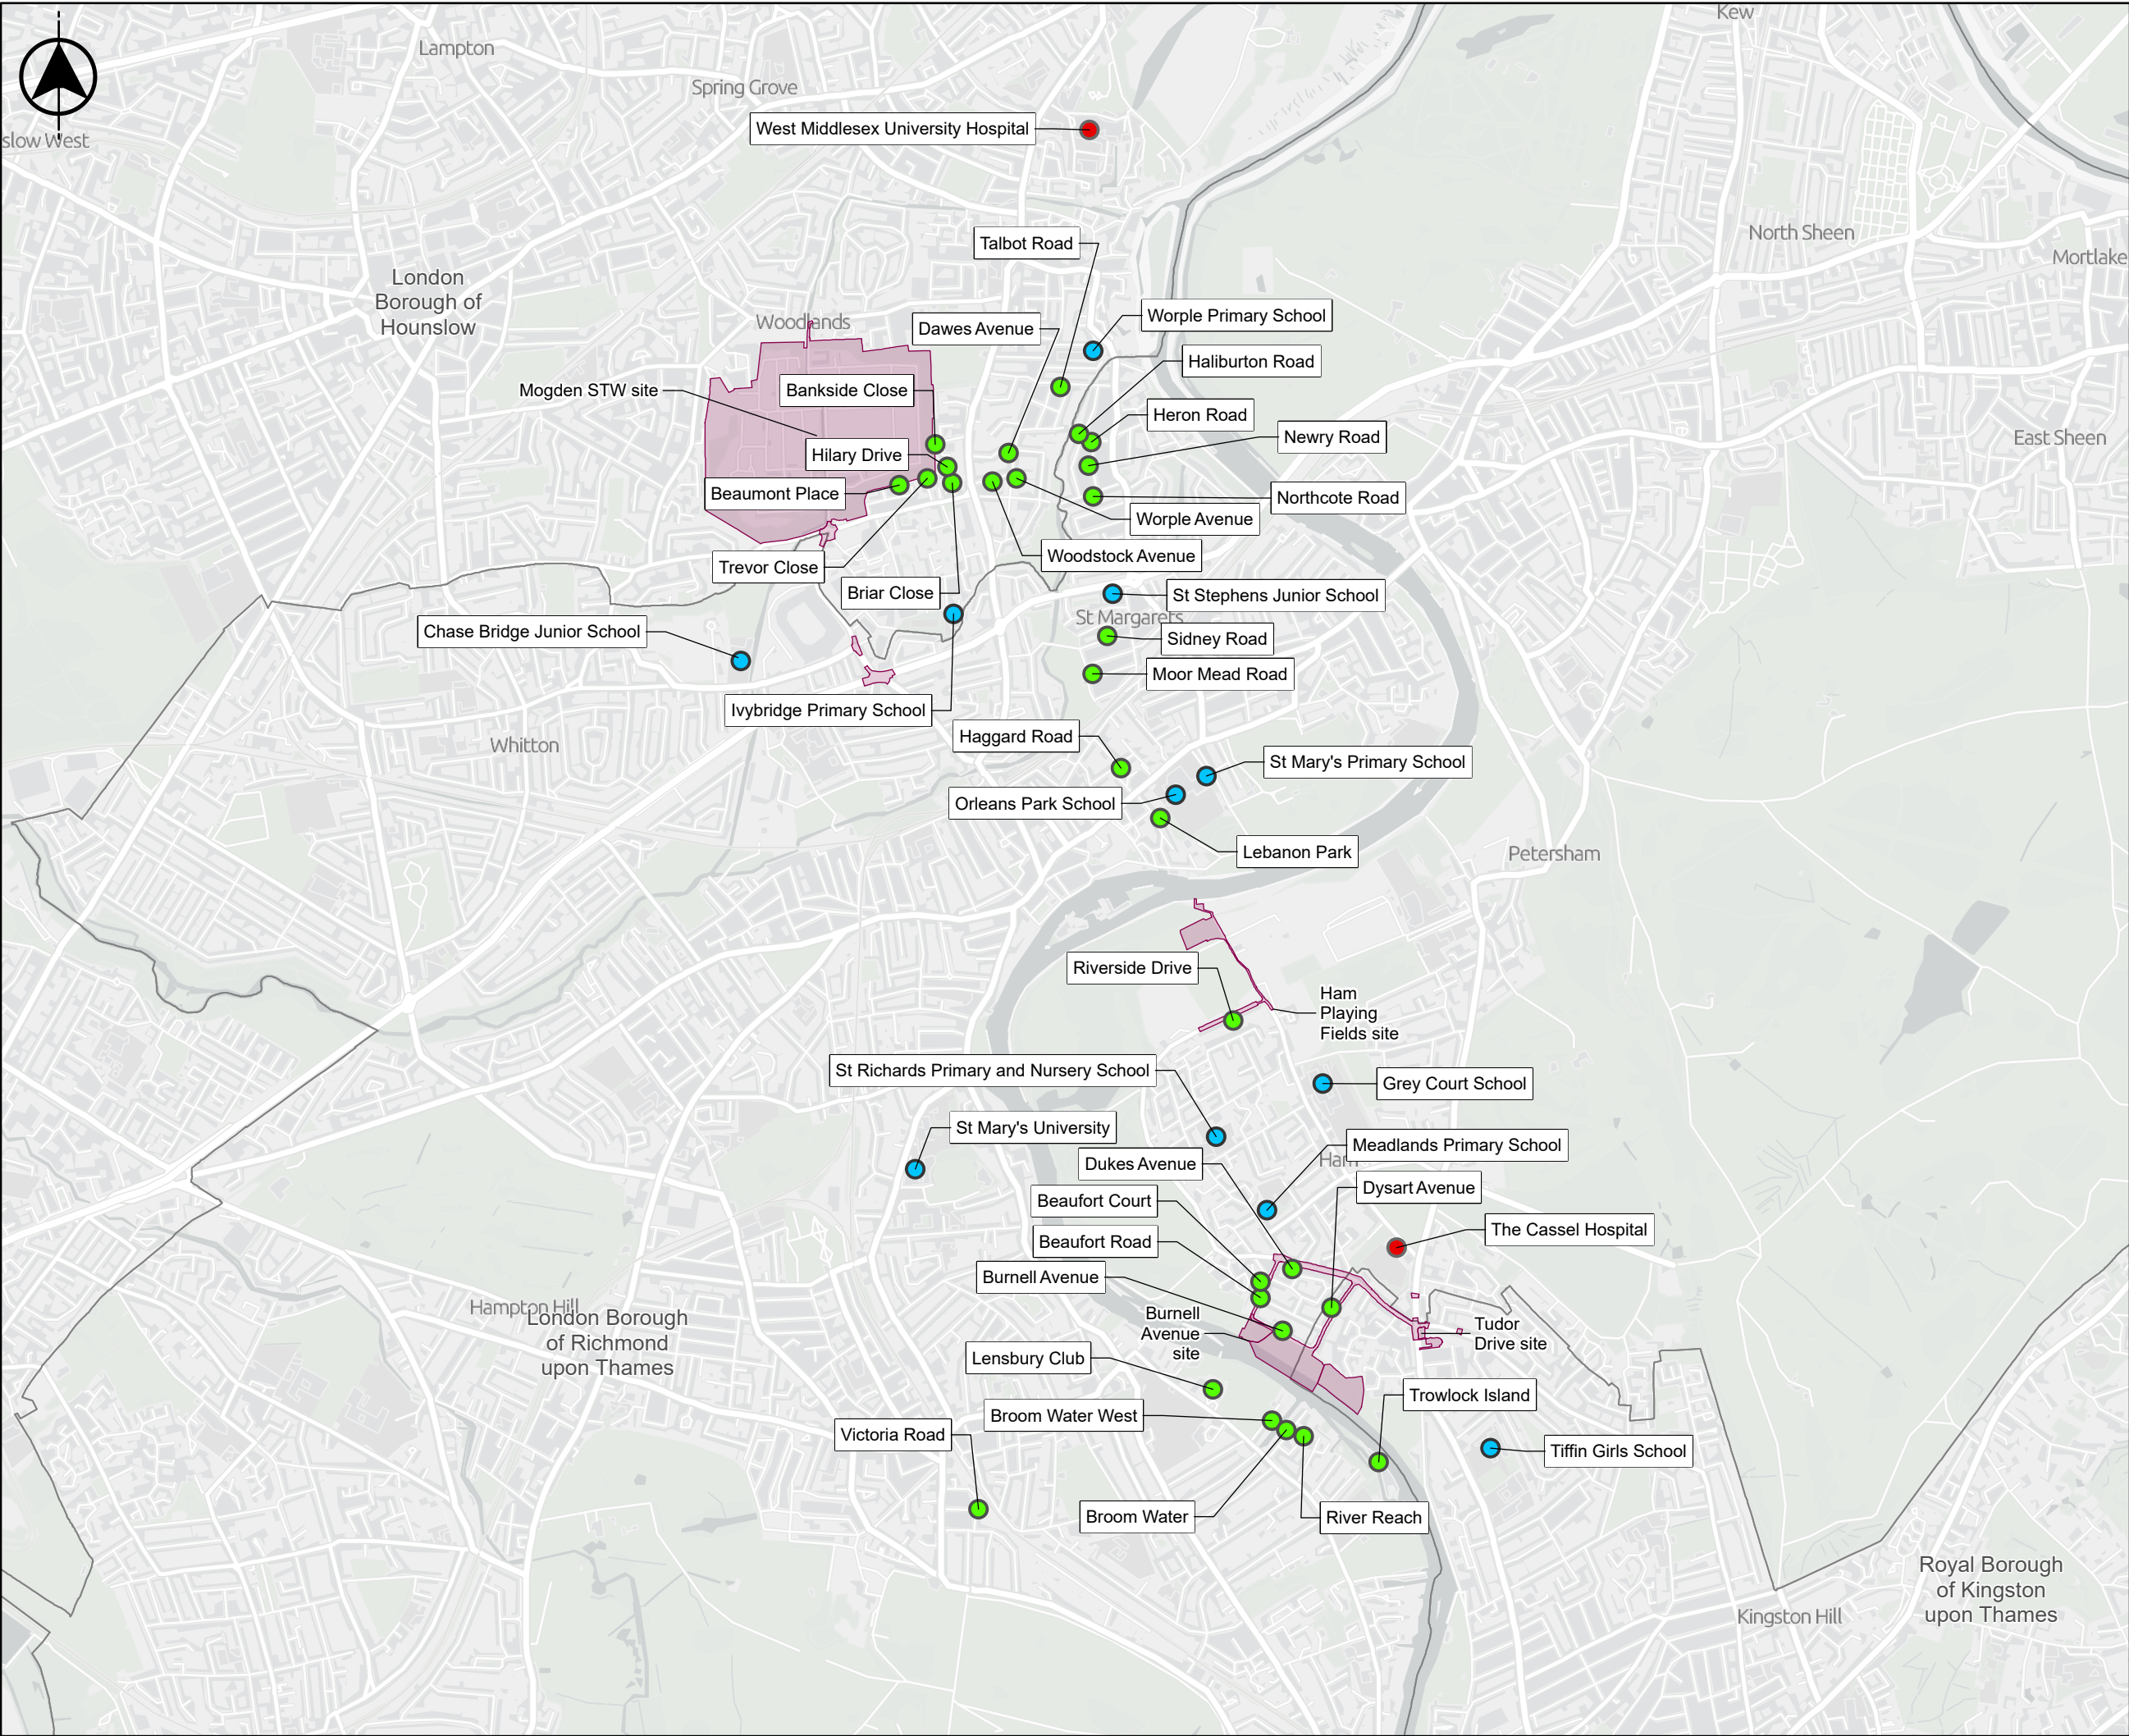 Kew
Lampton
Spring Grove
West Middlesex University Hospital
slow West
North Sheen
Talbot Road
Mortlake
London
Borough of
Hounslow
Woodlands
Dawes Avenue
Worple Primary School
Haliburton Road
Mogden STW site
Bankside Close
Heron Road
Newry Road
East Sheen
Hilary Drive
Beaumont Place
Northcote Road
Worple Avenue
Woodstock Avenue
Trevor Close
Briar Close
St Stephens Junior School
St Margarets
Chase Bridge Junior School
Sidney Road
Moor Mead Road
Ivybridge Primary School
Whitton
Haggard Road
St Mary's Primary School
Orleans Park School
Lebanon Park
Petersham
Riverside Drive
Ham
Playing
Fields site
St Richards Primary and Nursery School
Grey Court School
St Mary's University
Meadlands Primary School
Ham
Dukes Avenue
Dysart Avenue
Beaufort Court
The Cassel Hospital
Beaufort Road
Burnell Avenue
Hampton Hill
London Borough
of Richmond
upon Thames
Burnell
Avenue
site
Tudor
Drive site
Lensbury Club
Trowlock Island
Broom Water West
Victoria Road
Tiffin Girls School
Broom Water
River Reach
Royal Borough
of Kingston
upon Thames
Kingston Hill